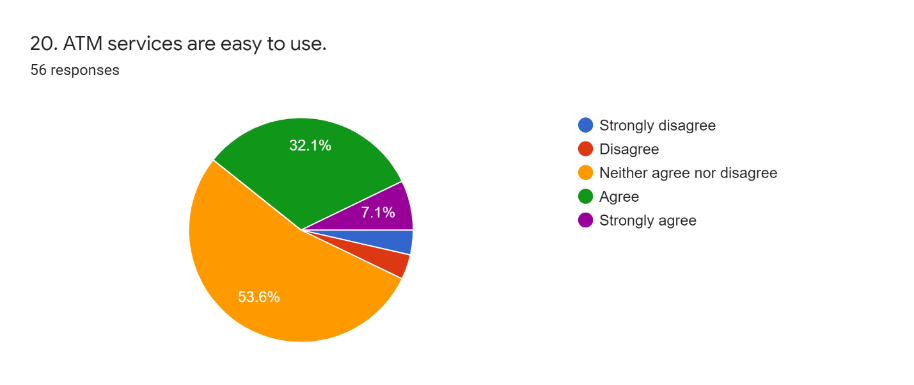 20. ATM services are easy to use.
56 responses
32.1%
7.1%
53.6%
Strongly disagree
Disagree
Neither agree nor disagree
Agree
Strongly agree